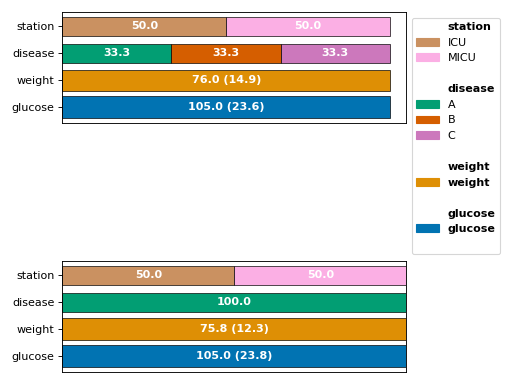 station 50.0 50.0
disease 33.3 33.3 33.3
weight 76.0 (14.9)
glucose 105.0 (23.6)
station
ICU
MICU
disease
A
B
C
weight
weight
glucose
glucose
station 50.0 50.0
disease 100.0
weight 75.8 (12.3)
glucose 105.0 (23.8)